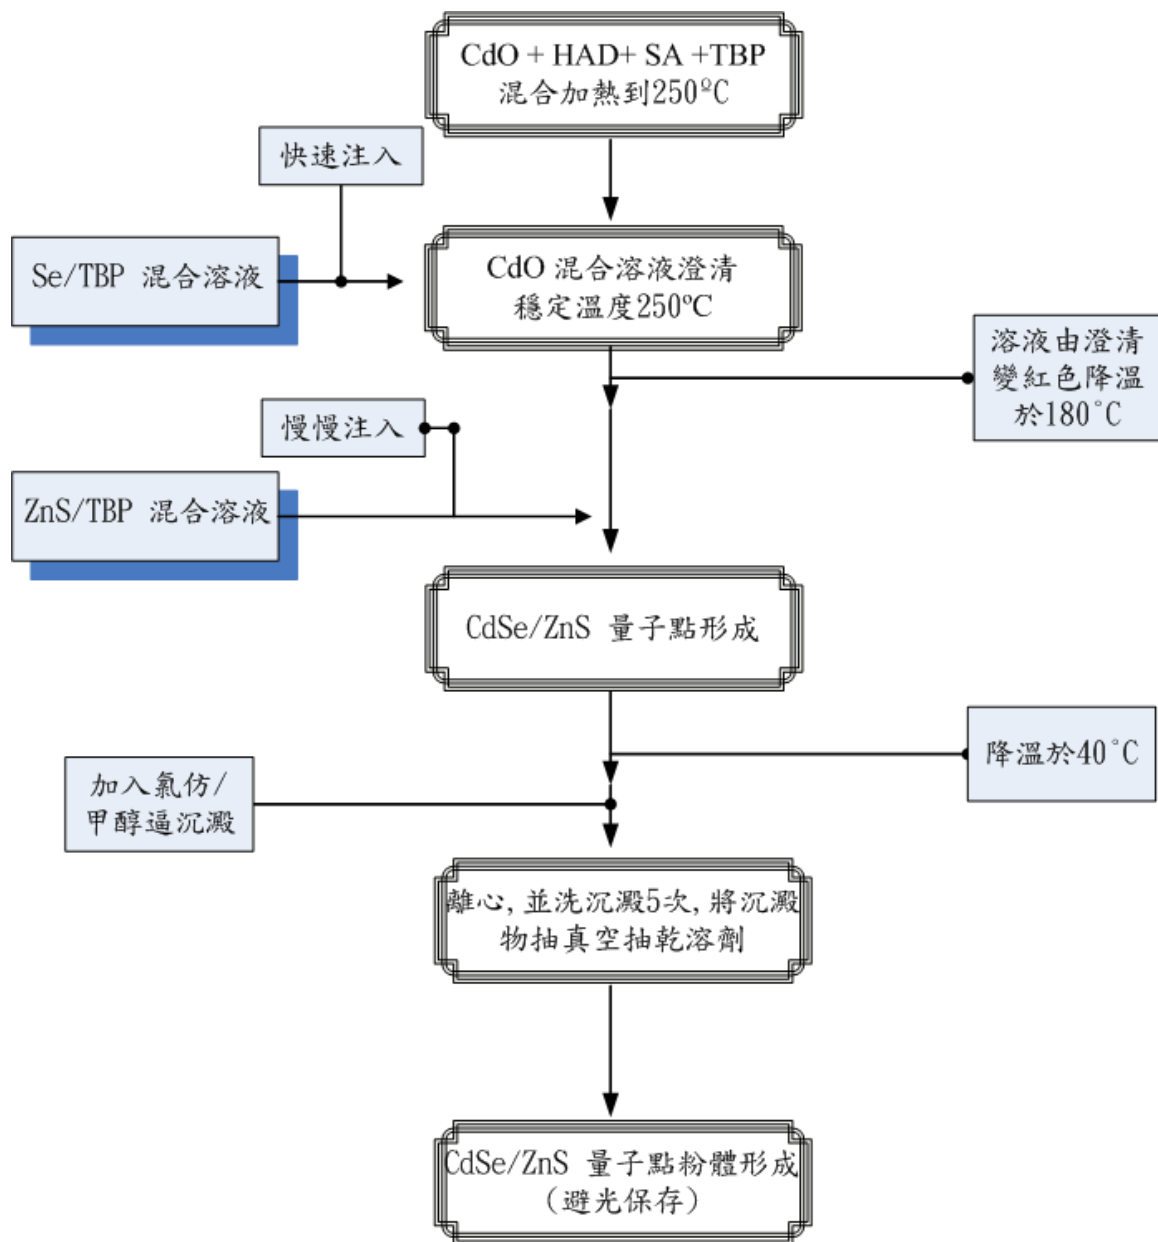 CdO + HAD+ SA +TBP
混合加熱到250ºC
快速注入
Se/TBP 混合溶液
CdO 混合溶液澄清
穩定溫度250ºC
溶液由澄清
變紅色降溫
於180°C
慢慢注入
ZnS/TBP 混合溶液
CdSe/ZnS 量子點形成
降溫於40°C
加入氯仿/
甲醇逼沉澱
離心, 並洗沉澱5次, 將沉澱
物抽真空抽乾溶劑
CdSe/ZnS 量子點粉體形成
(避光保存)